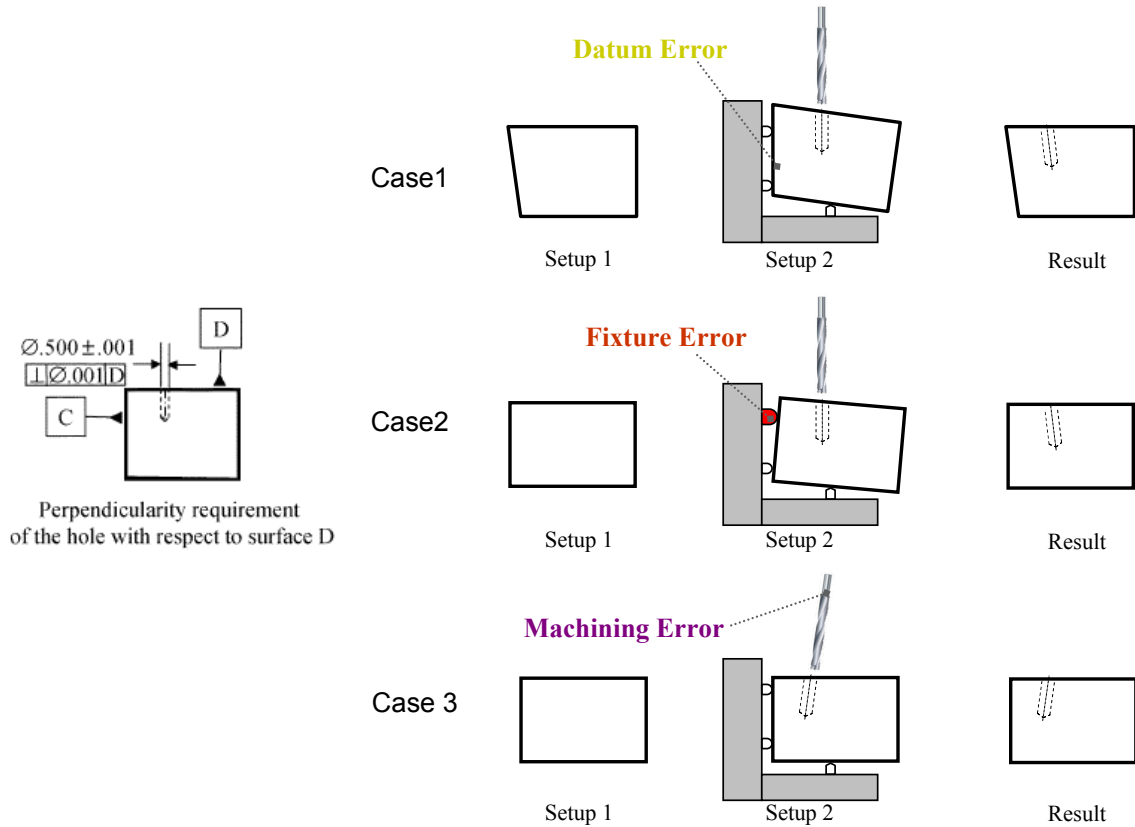 Datum Error
Case1
Setup 1
Setup 2
Result
D
Ø.500±.001
⊥ Ø.001 D
C
Perpendicularity requirement
of the hole with respect to surface D
Fixture Error
Case2
Setup 1
Setup 2
Result
Machining Error
Case 3
Setup 1
Setup 2
Result